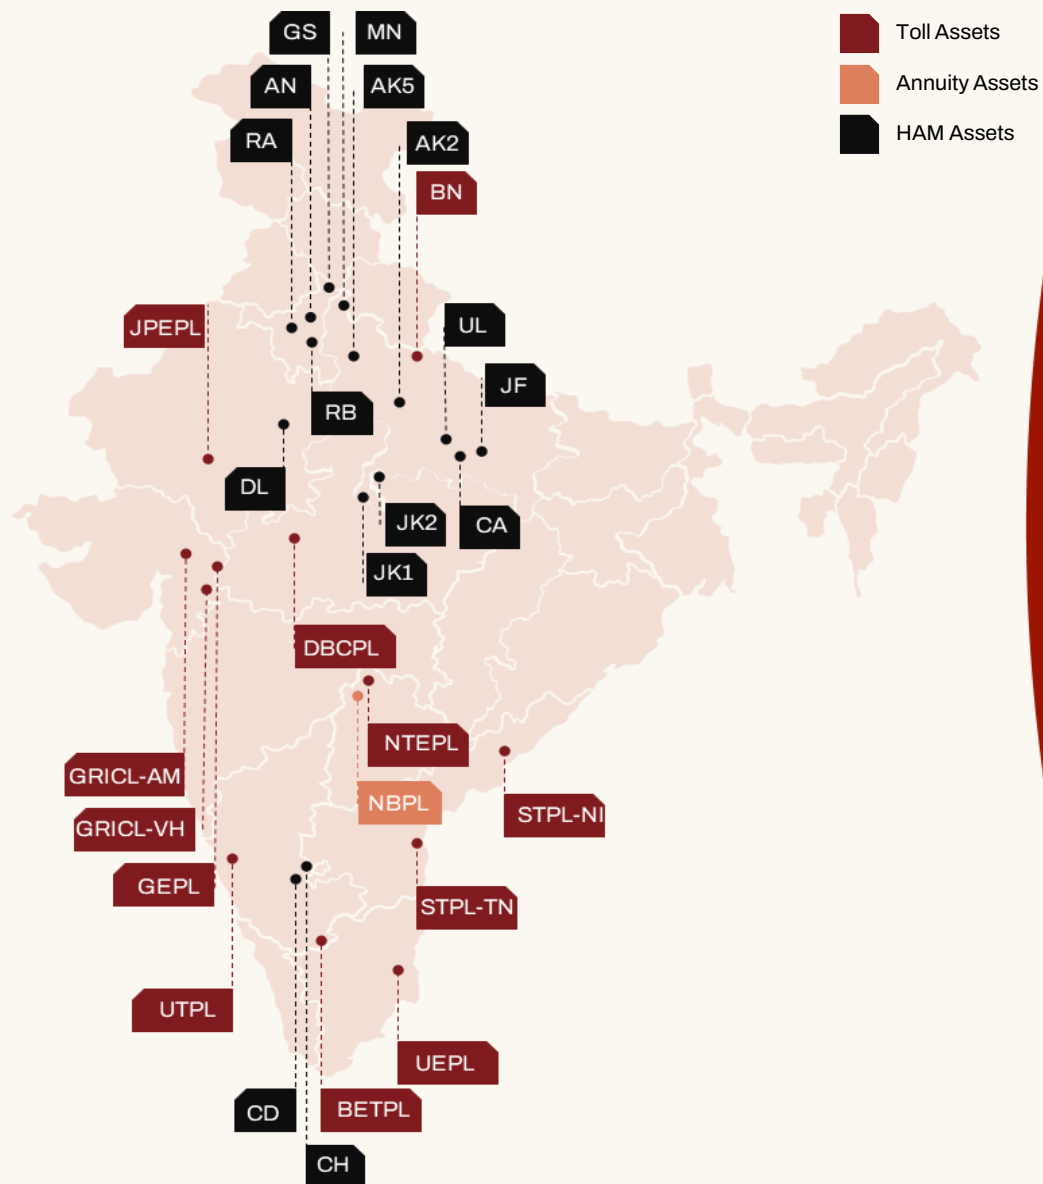 GS
MN
Toll Assets
AN
AK5
Annuity Assets
RA
AK2
HAM Assets
BN
JPEPL
UL
JF
RB
DL
JK2
CA
JK1
DBCPL
NTEPL
GRICL-AM
NBPL
STPL-NI
GRICL-VH
GEPL
STPL-TN
UTPL
UEPL
CD
BETPL
CH